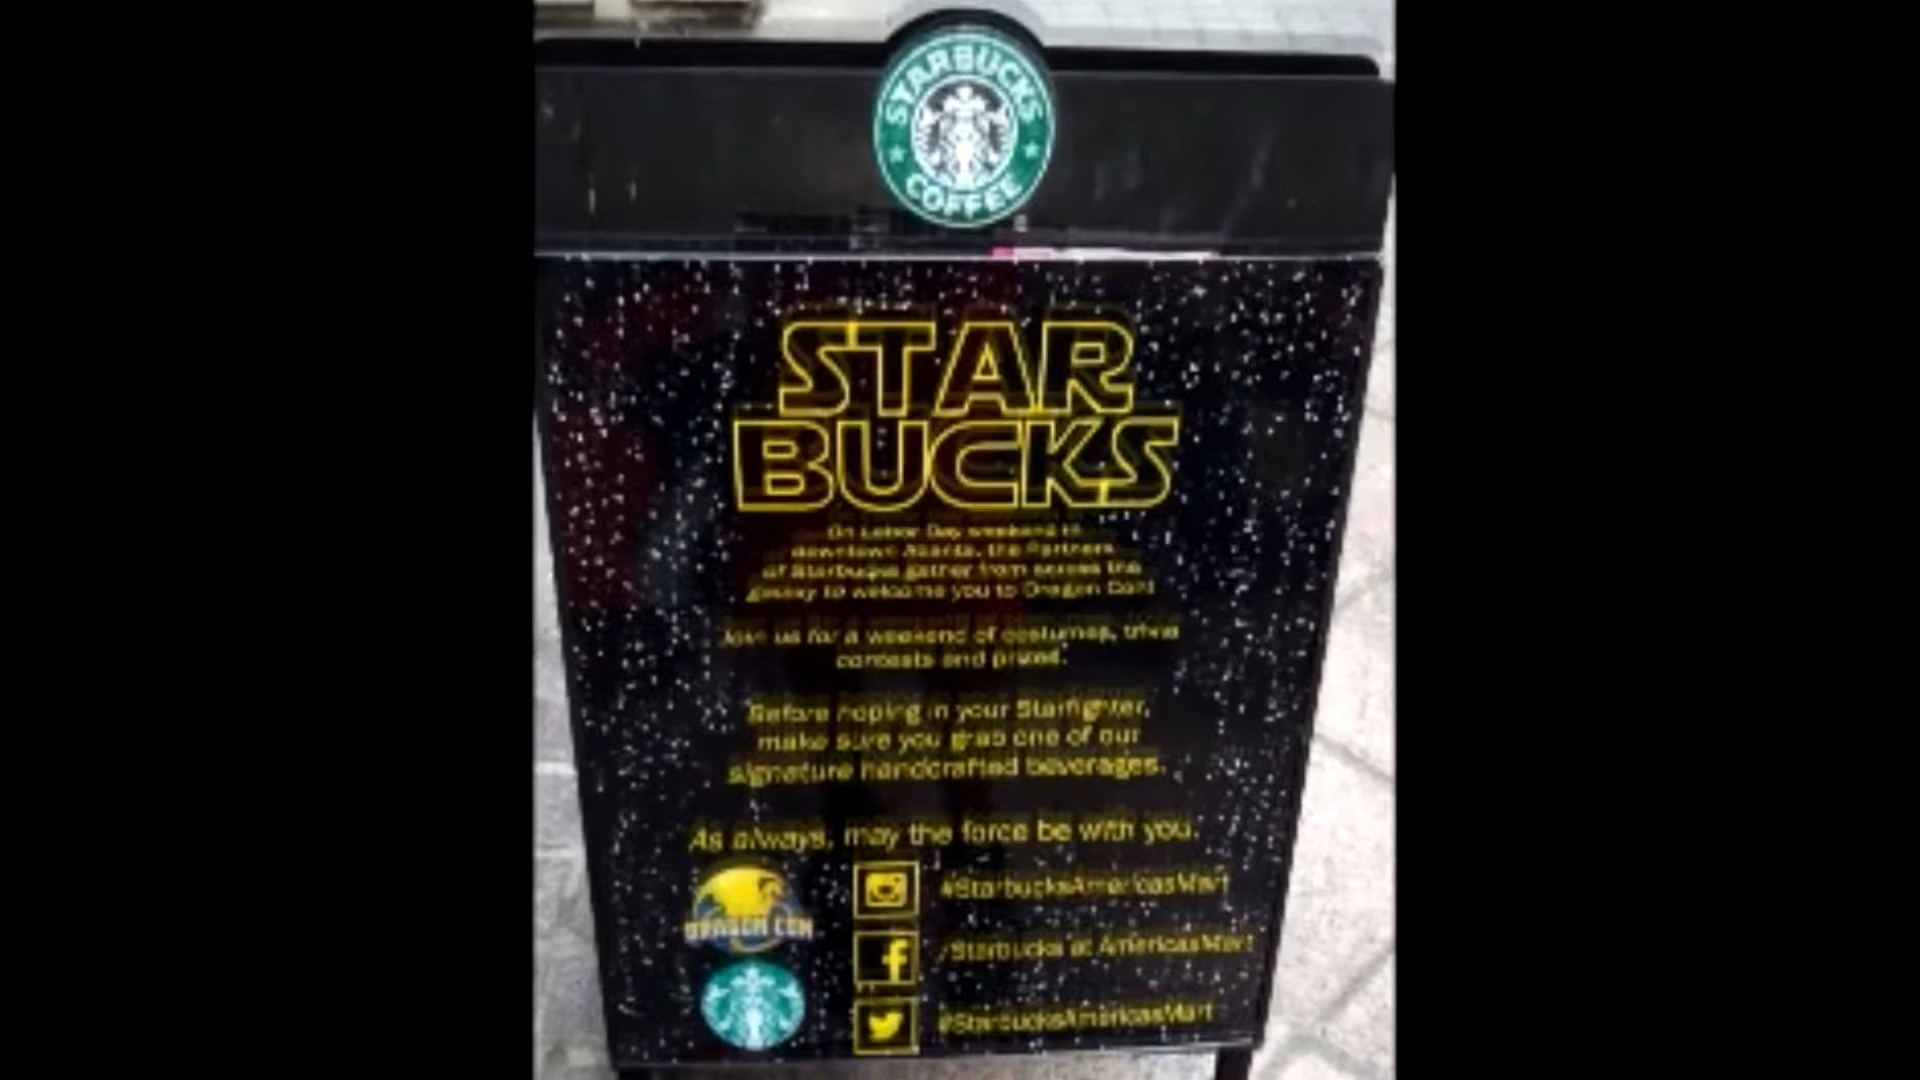 STARBUCKS
COFFEE
STAR
BUCKS
On Labor Day weekend in
downtown Atlanta, the Partners
of Starbucks gather from across the
galaxy to welcome you to Dragon Con!
Join us for a weekend of costumes, trivia
contests and prizes.
Before hoping in your Starfighter,
make sure you grab one of our
signature handcrafted beverages.
As always, may the force be with you.
DRAGON CON
#StarbucksAmericasMart
/Starbucks at AmericasMart
#StarbucksAmericasMart